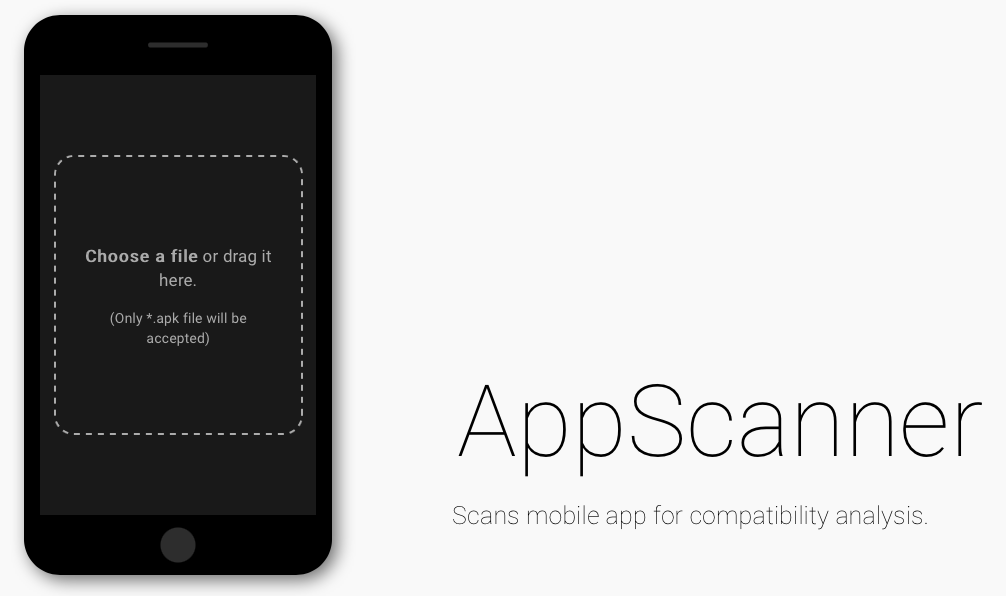 Choose a file or drag it
here.
(Only *.apk file will be
accepted)
AppScanner
Scans mobile app for compatibility analysis.